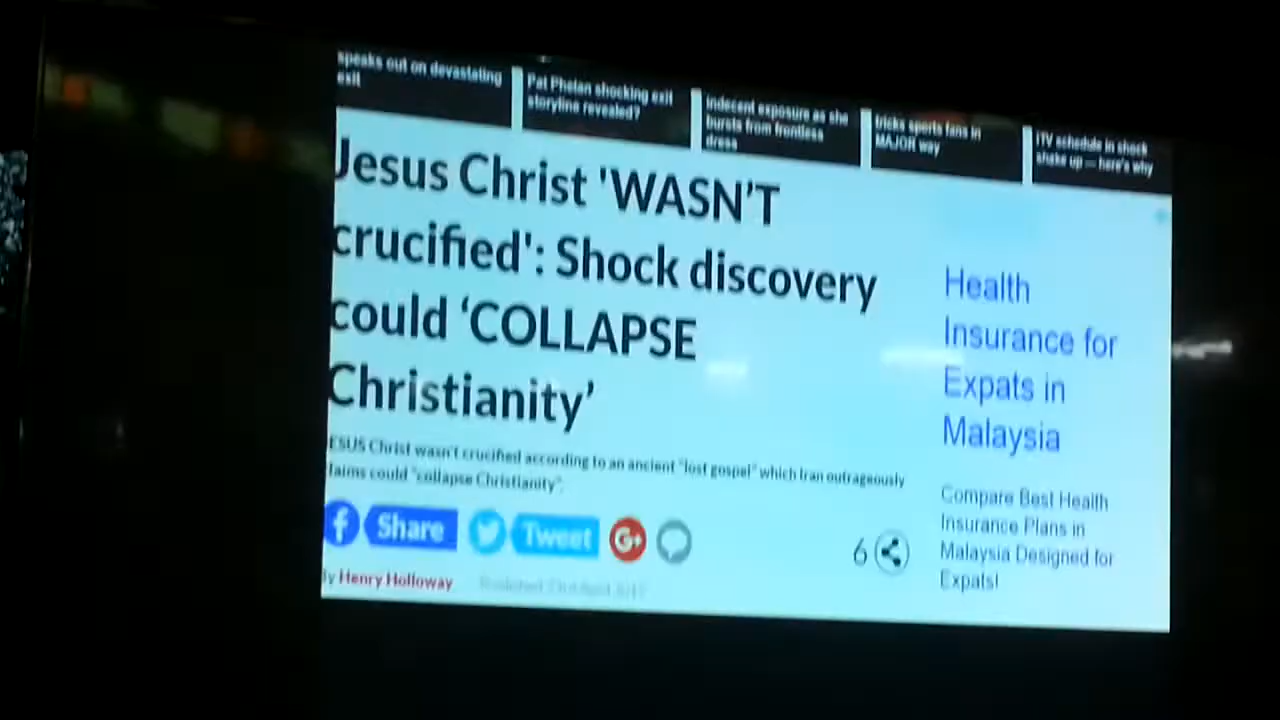 speaks out on devastating
exit
Pat Phelan shocking exit
storyline revealed?
Indecent exposure as she
bursts from frontless
dress
tricks sports fans in
MAJOR way
ITV schedule in shock
shake up — here's why
Jesus Christ 'WASN'T
crucified': Shock discovery
could ‘COLLAPSE
Christianity’
ESUS Christ wasn't crucified according to an ancient "lost gospel" which Iran outrageously
laims could "collapse Christianity".
f Share
Tweet
G+
6
By Henry Holloway
Health
Insurance for
Expats in
Malaysia
Compare Best Health
Insurance Plans in
Malaysia Designed for
Expats!